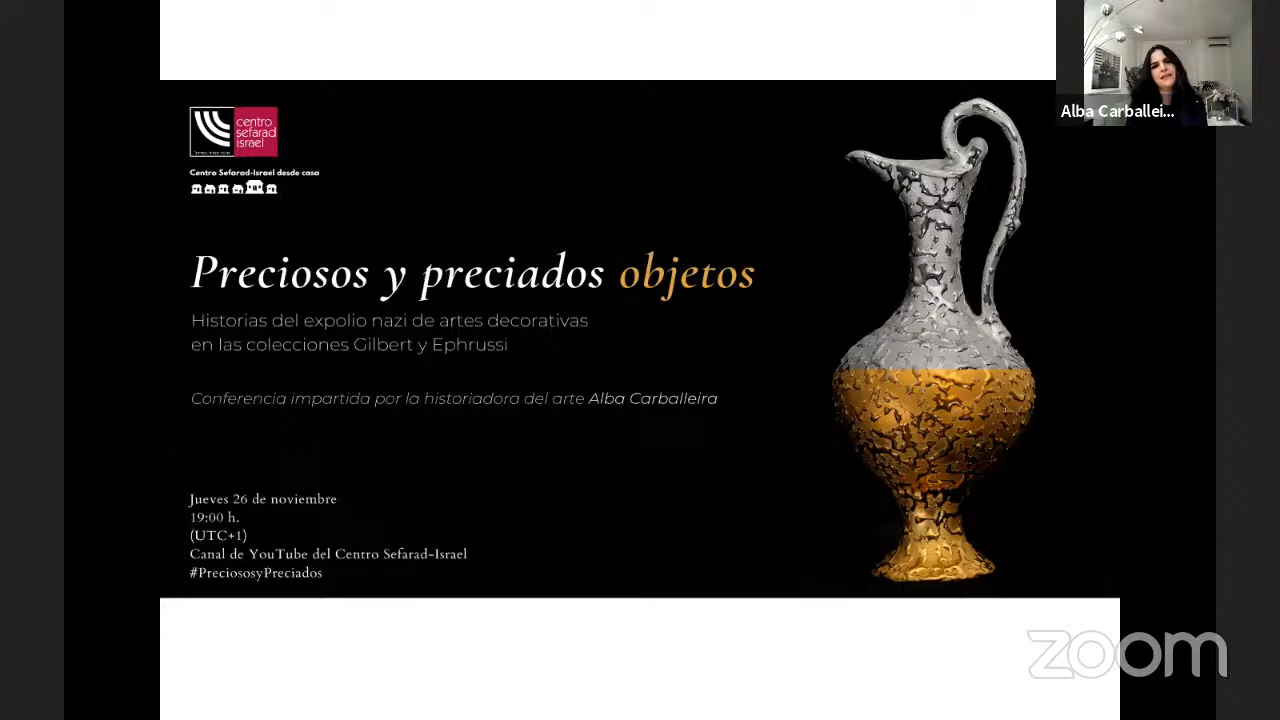 centro
sefarad
israel
Centro Sefarad-Israel desde casa
Preciosos y preciados objetos
Historias del expolio nazi de artes decorativas
en las colecciones Gilbert y Ephrussi
Conferencia impartida por la historiadora del arte Alba Carballeira
Jueves 26 de noviembre
19:00 h.
(UTC+1)
Canal de YouTube del Centro Sefarad-Israel
#PreciososyPreciados
Alba Carballei...
zoom